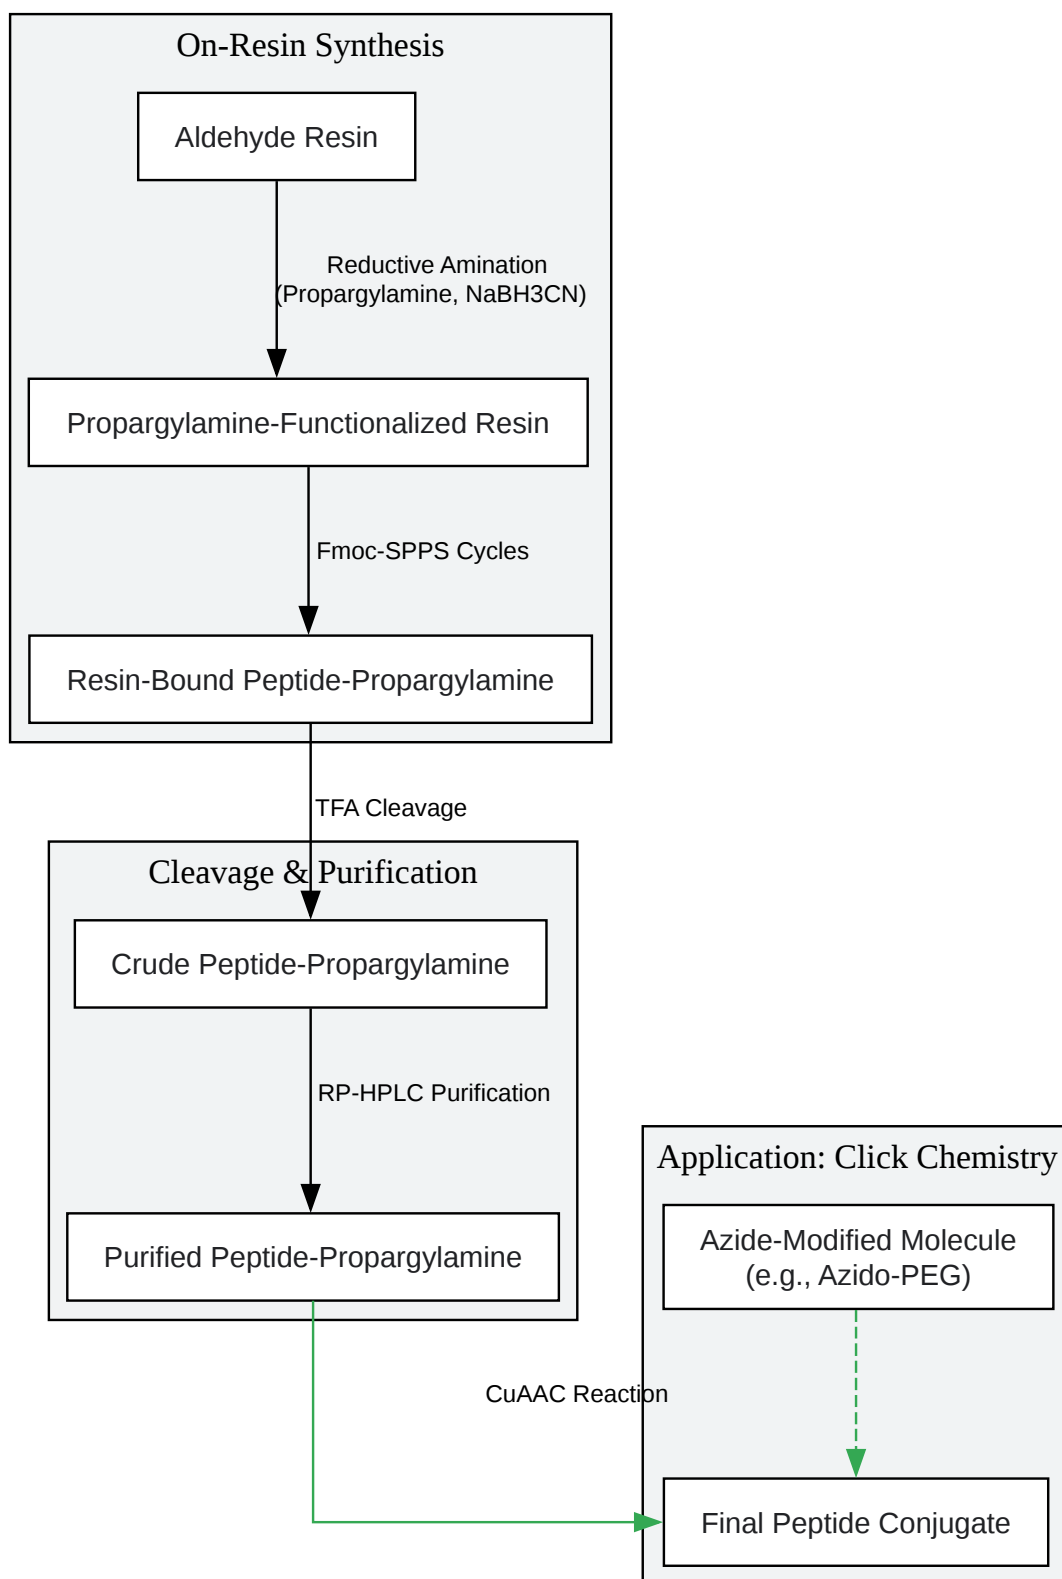 On-Resin Synthesis
Aldehyde Resin
Reductive Amination
(Propargylamine, NaBH3CN)
Propargylamine-Functionalized Resin
Fmoc-SPPS Cycles
Resin-Bound Peptide-Propargylamine
TFA Cleavage
Cleavage & Purification
Crude Peptide-Propargylamine
RP-HPLC Purification
Purified Peptide-Propargylamine
Application: Click Chemistry
Azide-Modified Molecule
(e.g., Azido-PEG)
CuAAC Reaction
Final Peptide Conjugate